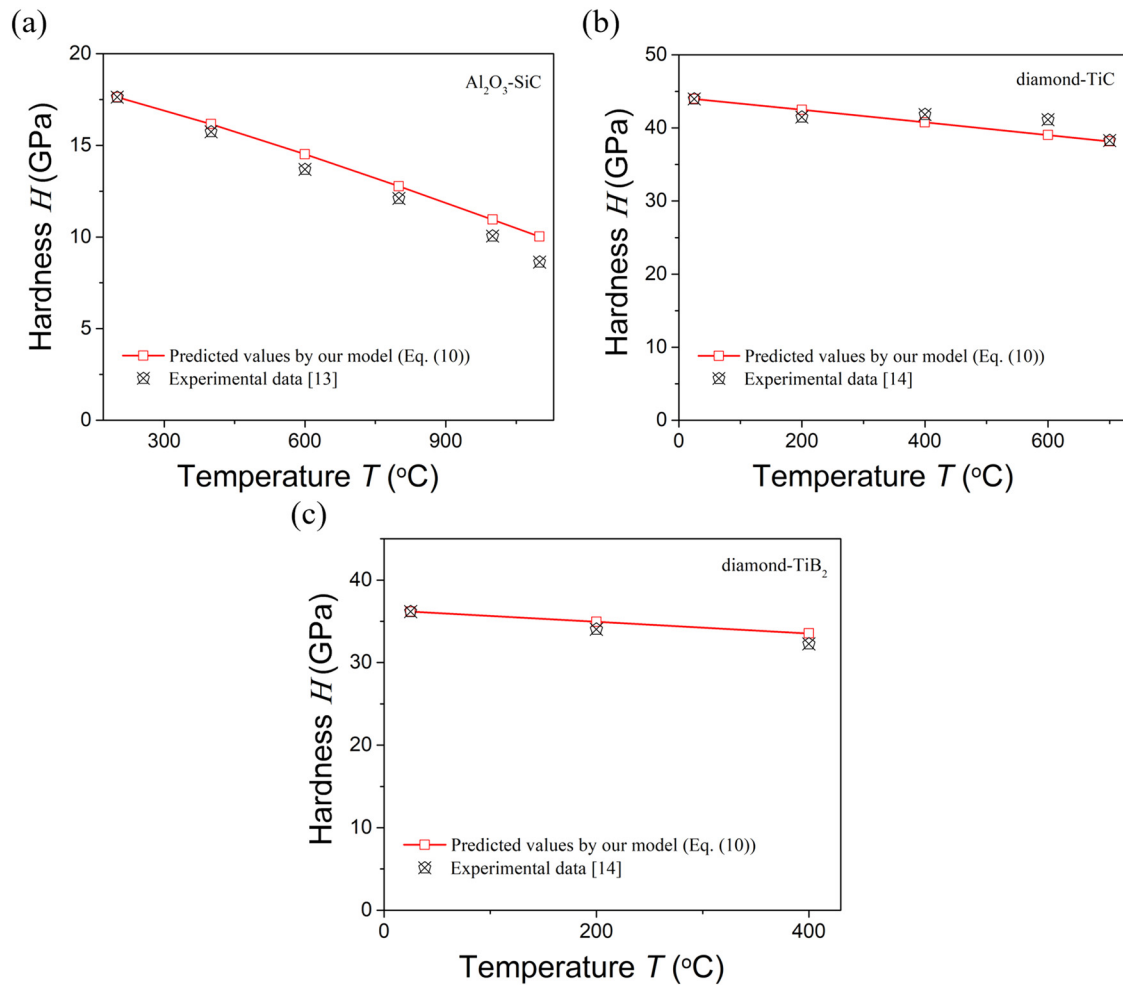 (a)
20
15
10
5
0
Hardness H (GPa)
Al₂O₃-SiC
Predicted values by our model (Eq. (10))
Experimental data [13]
300 600 900
Temperature T (°C)
(b)
50
40
30
20
10
0
Hardness H (GPa)
diamond-TiC
Predicted values by our model (Eq. (10))
Experimental data [14]
0 200 400 600
Temperature T (°C)
(c)
40
30
20
10
0
Hardness H (GPa)
diamond-TiB₂
Predicted values by our model (Eq. (10))
Experimental data [14]
0 200 400
Temperature T (°C)